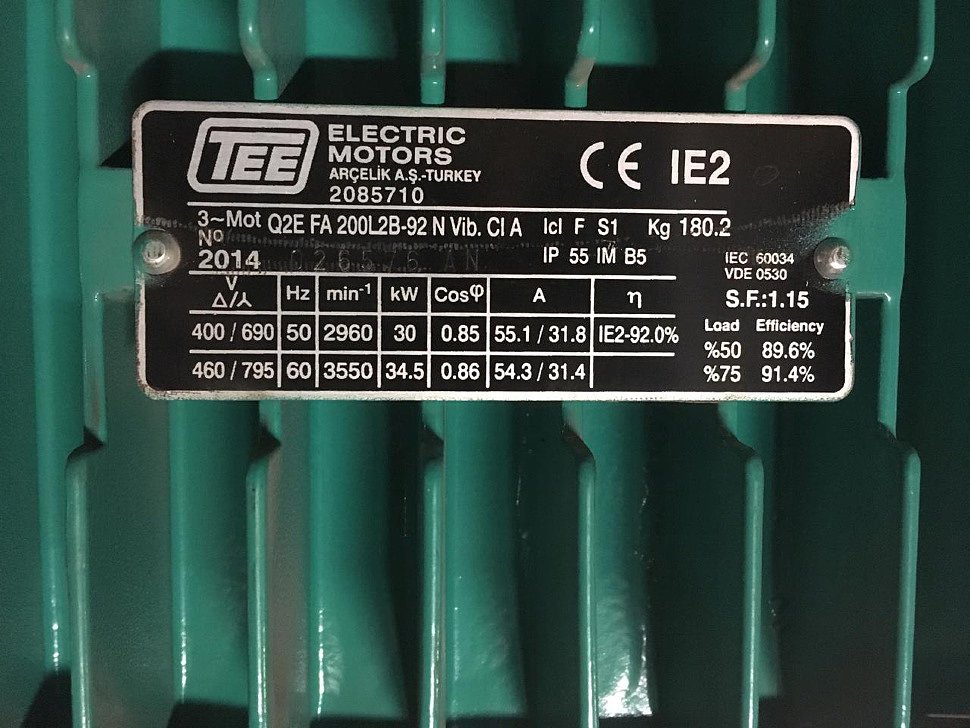 TEE
ELECTRIC
MOTORS
ARÇELİK A.Ş.-TURKEY
2085710
CE IE2
3~Mot Q2E FA 200L2B-92 N Vib. Cl A Icl F S1 Kg 180.2
No
2014 IP 55 IM B5
IEC 60034
VDE 0530
V Hz min-1 kW Cosφ A η
Δ/⅄
S.F.:1.15
Load Efficiency
400 / 690 50 2960 30 0.85 55.1 / 31.8 IE2-92.0%
%50 89.6%
460 / 795 60 3550 34.5 0.86 54.3 / 31.4
%75 91.4%